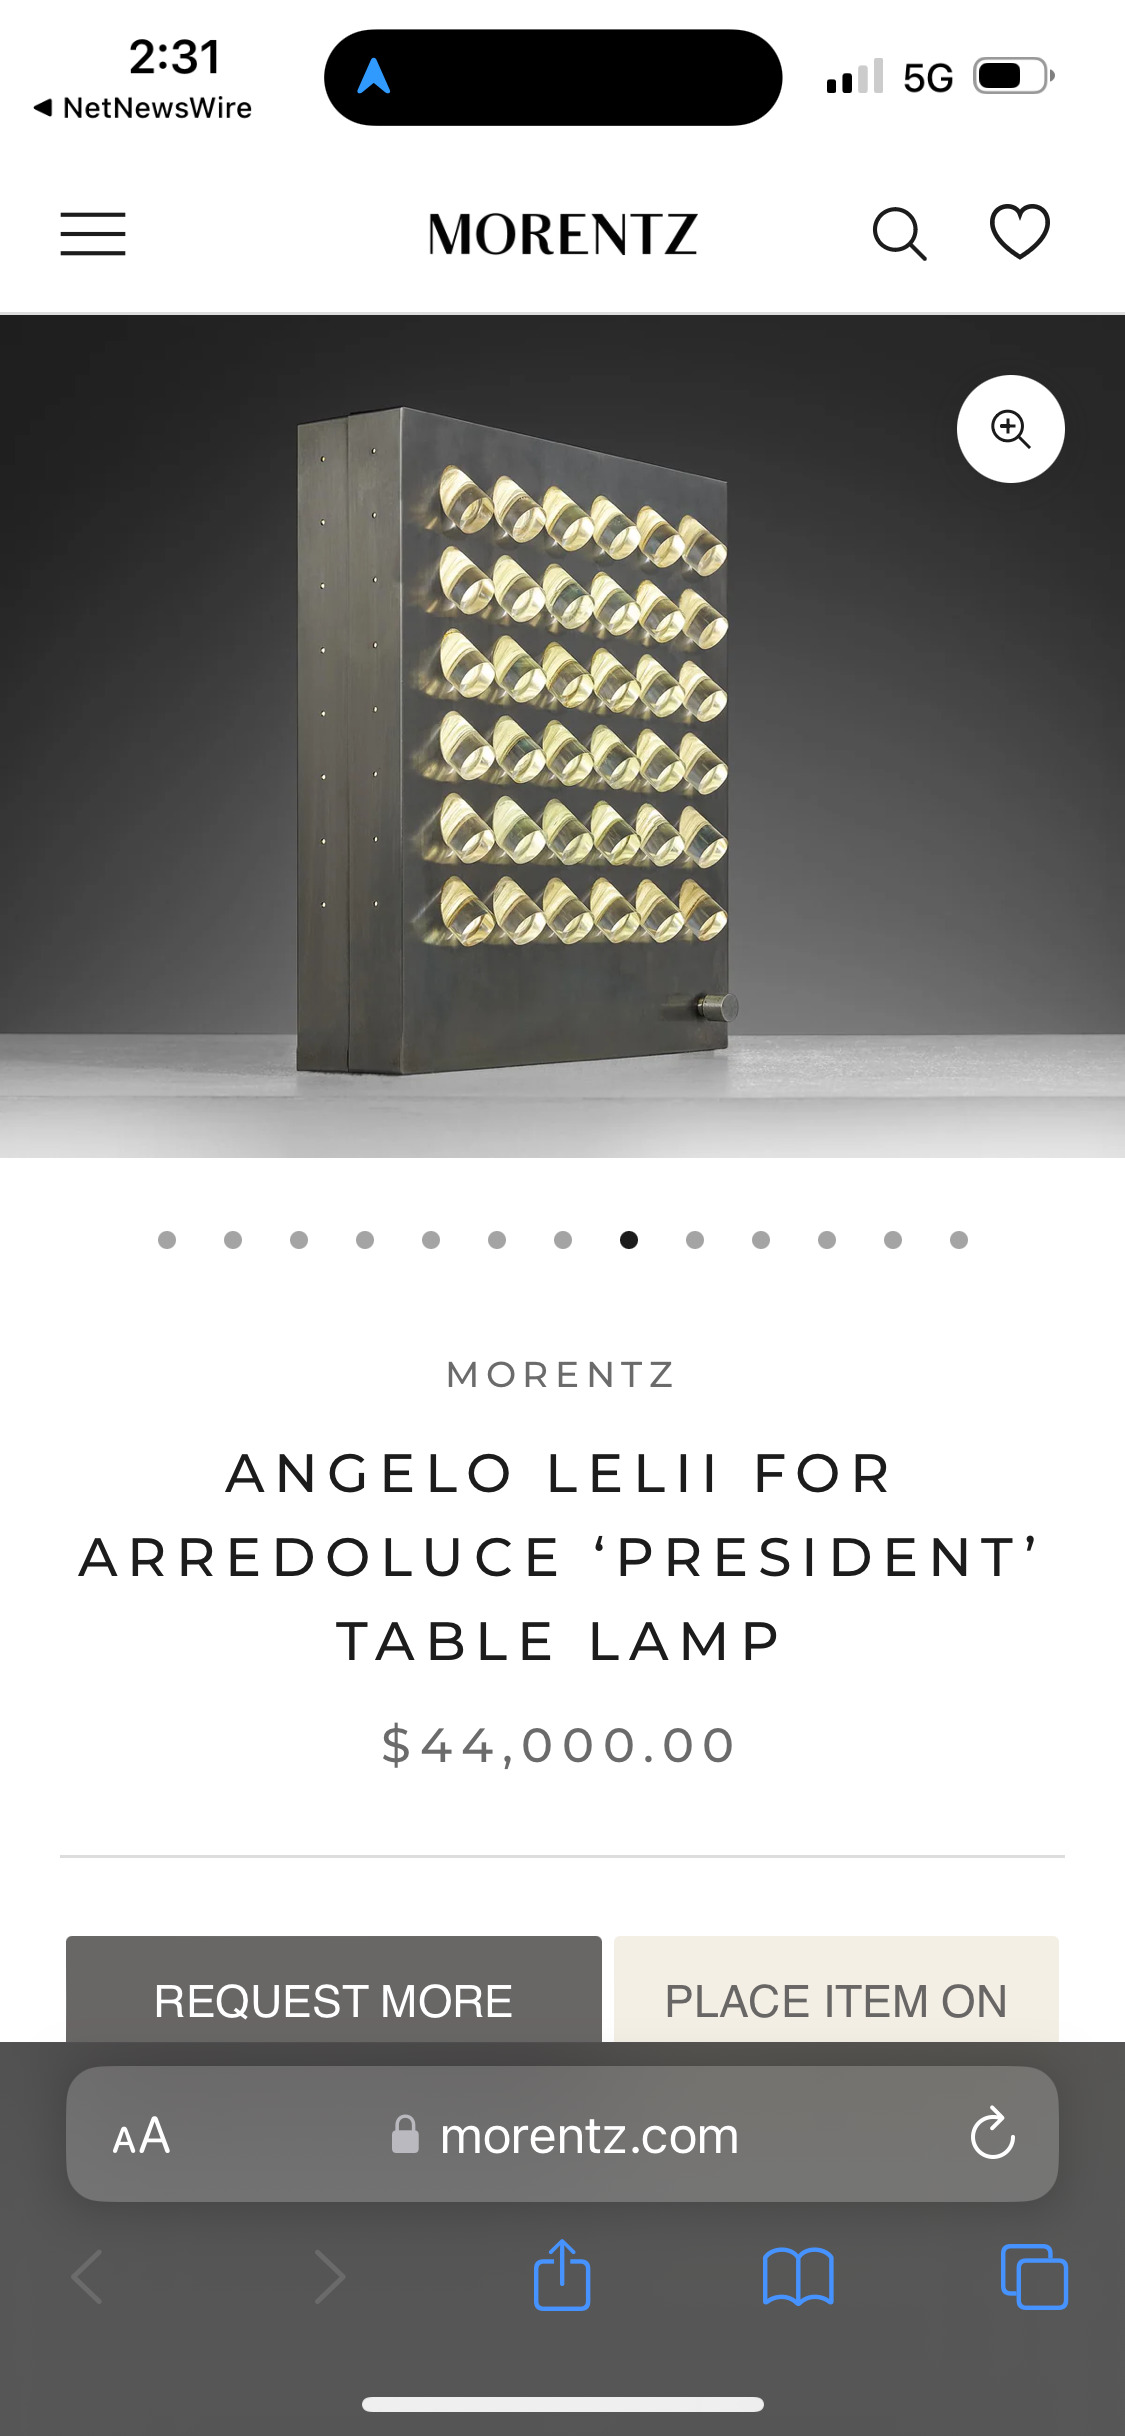 2:31
◀ NetNewsWire
5G
MORENTZ
MORENTZ
ANGELO LELII FOR
ARREDOLUCE ‘PRESIDENT’
TABLE LAMP
$44,000.00
REQUEST MORE
PLACE ITEM ON
AA
morentz.com